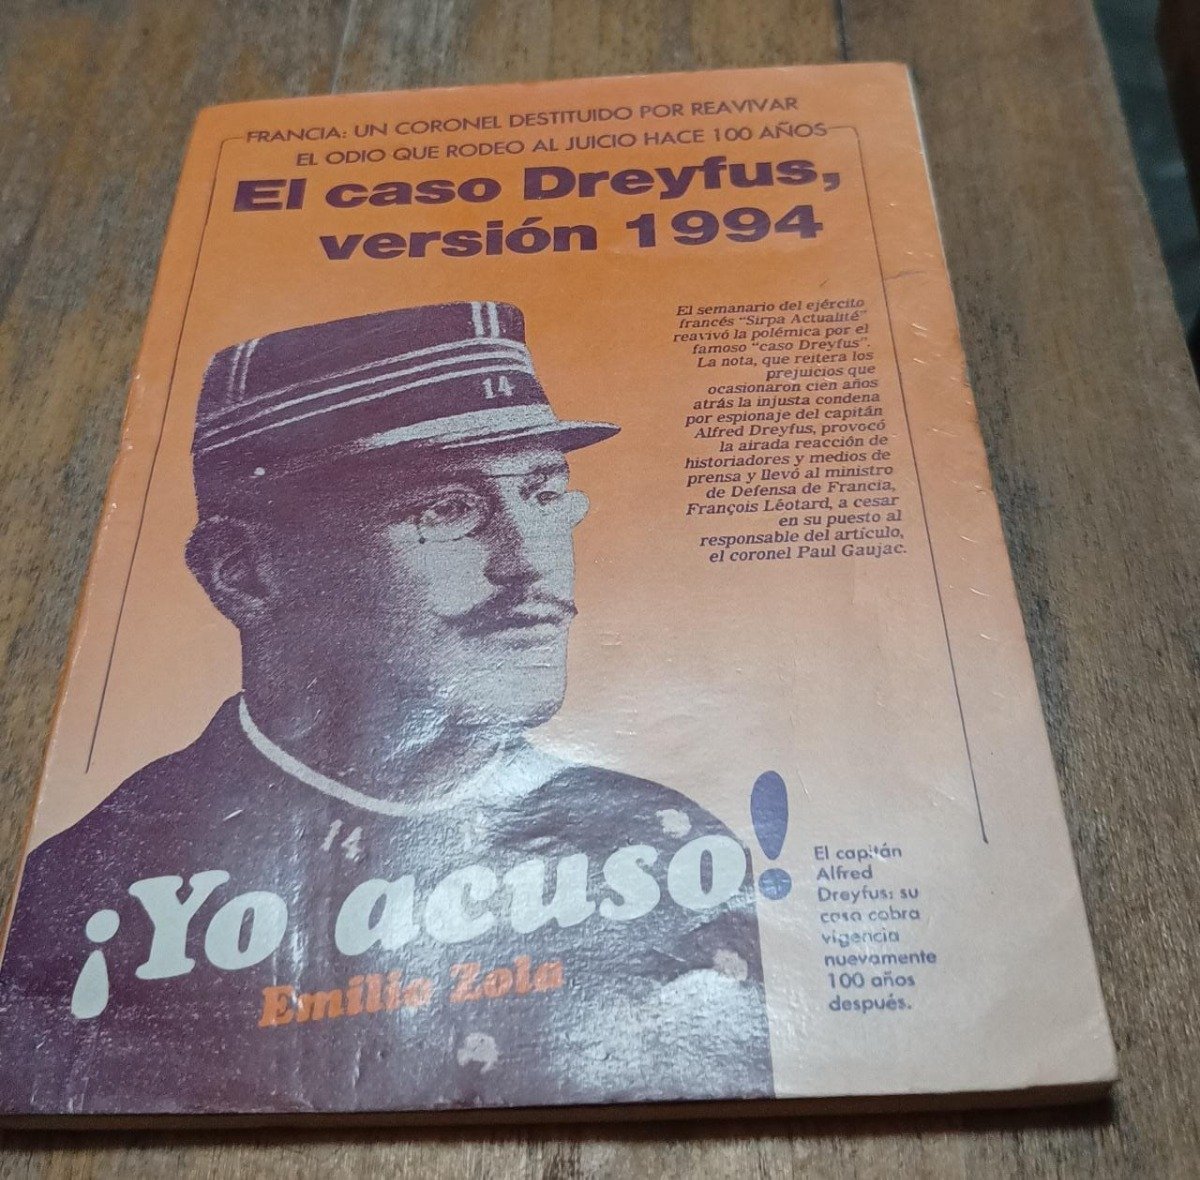 FRANCIA: UN CORONEL DESTITUIDO POR REAVIVAR
EL ODIO QUE RODEO AL JUICIO HACE 100 AÑOS
El caso Dreyfus,
versión 1994
El semanario del ejército
francés "Sirpa Actualité"
reavivó la polémica por el
famoso "caso Dreyfus".
La nota, que reitera los
prejuicios que
ocasionaron cien años
atrás la injusta condena
por espionaje del capitán
Alfred Dreyfus, provocó
la airada reacción de
historiadores y medios de
prensa y llevó al ministro
de Defensa de Francia,
François Léotard, a cesar
en su puesto al
responsable del artículo,
el coronel Paul Gaujac.
14
14
¡Yo acuso!
Emilio Zola
El capitán
Alfred
Dreyfus: su
caso cobra
vigencia
nuevamente
100 años
después.